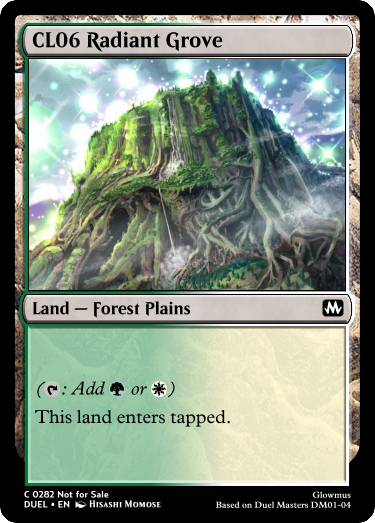 CL06 Radiant Grove
Land — Forest Plains
(: Add or )
This land enters tapped.
C 0282 Not for Sale
Glowmus
DUEL • EN Hisashi Momose
Based on Duel Masters DM01-04